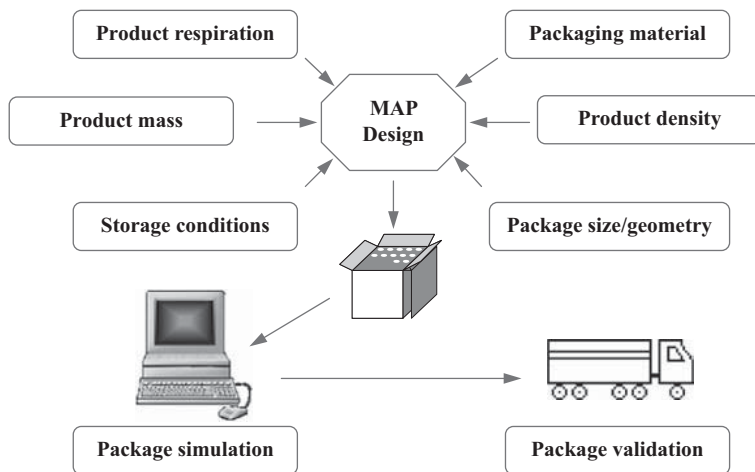 Product respiration
Packaging material
MAP
Design
Product mass
Product density
Storage conditions
Package size/geometry
Package simulation
Package validation